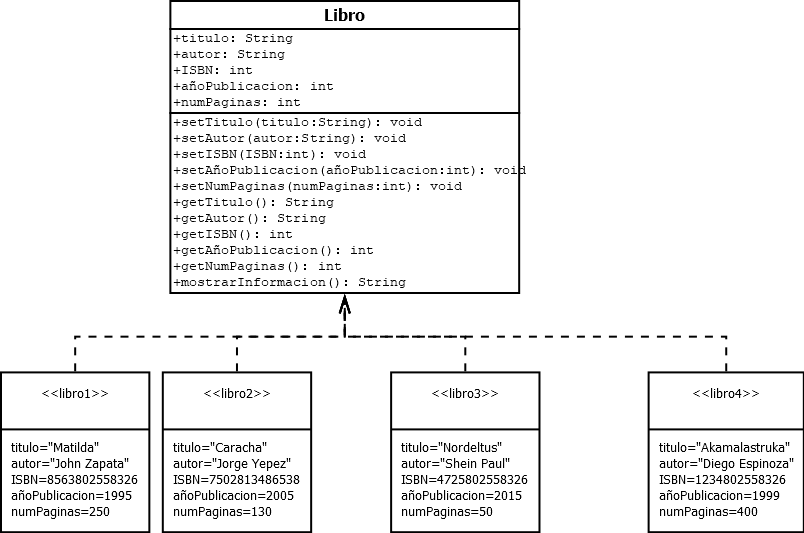 Libro
+titulo: String
+autor: String
+ISBN: int
+añoPublicacion: int
+numPaginas: int
+setTitulo(titulo:String): void
+setAutor(autor:String): void
+setISBN(ISBN:int): void
+setAñoPublicacion(añoPublicacion:int): void
+setNumPaginas(numPaginas:int): void
+getTitulo(): String
+getAutor(): String
+getISBN(): int
+getAñoPublicacion(): int
+getNumPaginas(): int
+mostrarInformacion(): String
<<libro1>>
titulo="Matilda"
autor="John Zapata"
ISBN=8563802558326
añoPublicacion=1995
numPaginas=250
<<libro2>>
titulo="Caracha"
autor="Jorge Yepez"
ISBN=7502813486538
añoPublicacion=2005
numPaginas=130
<<libro3>>
titulo="Nordeltus"
autor="Shein Paul"
ISBN=4725802558326
añoPublicacion=2015
numPaginas=50
<<libro4>>
titulo="Akamalastruka"
autor="Diego Espinoza"
ISBN=1234802558326
añoPublicacion=1999
numPaginas=400